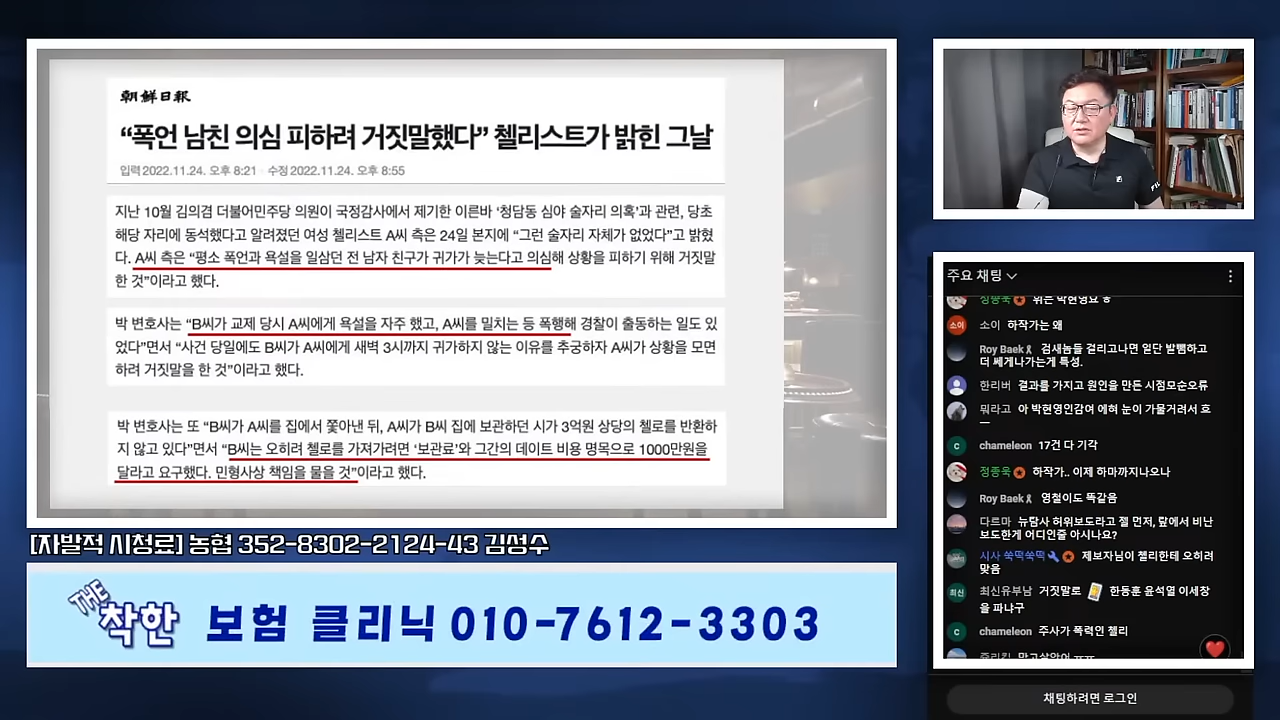 朝鮮日報
“폭언 남친 의심 피하려 거짓말했다” 첼리스트가 밝힌 그날
입력 2022.11.24. 오후 8:21 · 수정 2022.11.24. 오후 8:55
지난 10월 김의겸 더불어민주당 의원이 국정감사에서 제기한 이른바 ‘청담동 심야 술자리 의혹’과 관련, 당초
해당 자리에 동석했다고 알려졌던 여성 첼리스트 A씨 측은 24일 본지에 “그런 술자리 자체가 없었다”고 밝혔
다. A씨 측은 “평소 폭언과 욕설을 일삼던 전 남자 친구가 귀가가 늦는다고 의심해 상황을 피하기 위해 거짓말
한 것”이라고 했다.
박 변호사는 “B씨가 교제 당시 A씨에게 욕설을 자주 했고, A씨를 밀치는 등 폭행해 경찰이 출동하는 일도 있
었다”면서 “사건 당일에도 B씨가 A씨에게 새벽 3시까지 귀가하지 않는 이유를 추궁하자 A씨가 상황을 모면
하려 거짓말을 한 것”이라고 했다.
박 변호사는 또 “B씨가 A씨를 집에서 쫓아낸 뒤, A씨가 B씨 집에 보관하던 시가 3억원 상당의 첼로를 반환하
지 않고 있다”면서 “B씨는 오히려 첼로를 가져가려면 ‘보관료’와 그간의 데이트 비용 명목으로 1000만원을
달라고 요구했다. 민형사상 책임을 물을 것”이라고 했다.
[자발적 시청료] 농협 352-8302-2124-43 김성수
THE 착한 보험 클리닉 010-7612-3303
주요 채팅
정종욱 뷔폰 박현영요 ㅎ
소이 하작가는 왜
Roy Baek 검새놈들 걸리고나면 일단 발뺌하고
더 쎄게나가는게 특성.
한리버 결과를 가지고 원인을 만든 시점모순오류
뭐라고 아 박현영인감여 에혀 눈이 가물거려서 흐
ㅡ
chameleon 17건 다 기각
정종욱 하작가.. 이제 하마까지나오나
Roy Baek 영철이도 똑같음
다르마 뉴탐사 허위보도라고 젤 먼저, 맢에서 비난
보도한게 어디인줄 아시나요?
시사 쑥떡쑥떡 제보자님이 첼리한테 오히려
맞음
최신유부남 거짓말로 한동훈 윤석열 이세창
을 파나구
chameleon 주사가 폭력인 첼리
채팅하려면 로그인